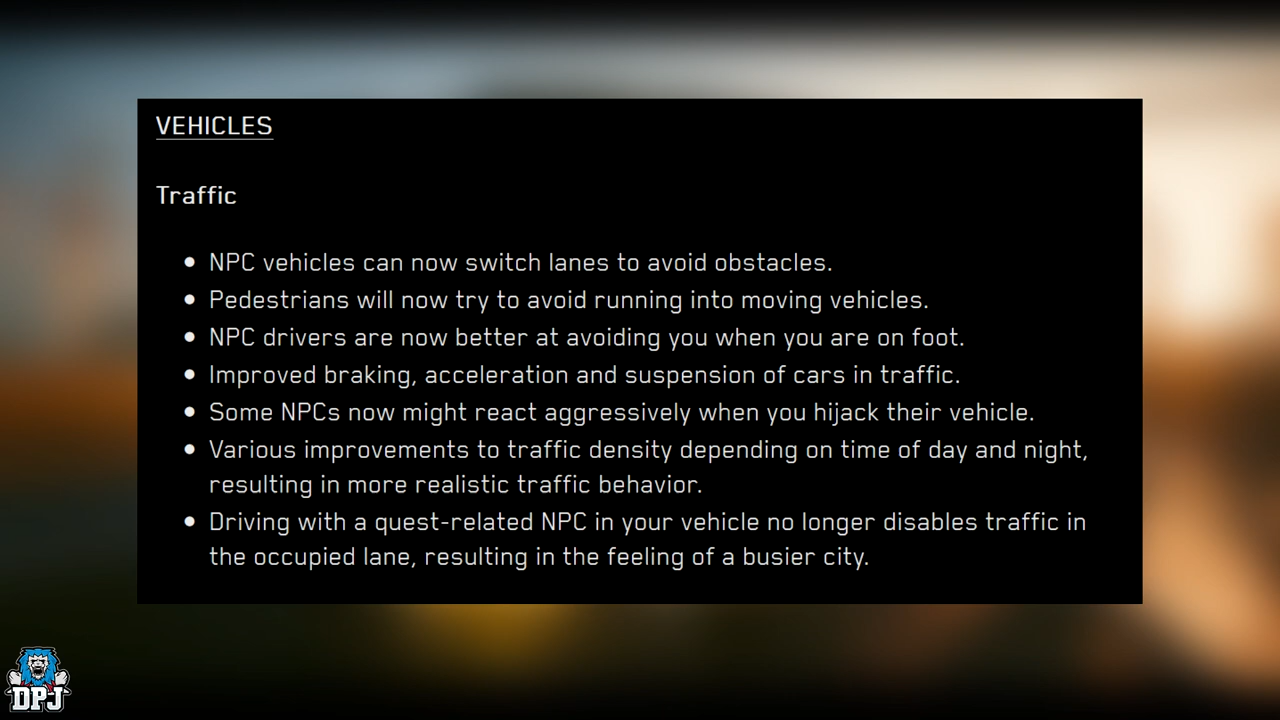 VEHICLES
Traffic
● NPC vehicles can now switch lanes to avoid obstacles.
● Pedestrians will now try to avoid running into moving vehicles.
● NPC drivers are now better at avoiding you when you are on foot.
● Improved braking, acceleration and suspension of cars in traffic.
● Some NPCs now might react aggressively when you hijack their vehicle.
● Various improvements to traffic density depending on time of day and night,
resulting in more realistic traffic behavior.
● Driving with a quest-related NPC in your vehicle no longer disables traffic in
the occupied lane, resulting in the feeling of a busier city.
DPJ